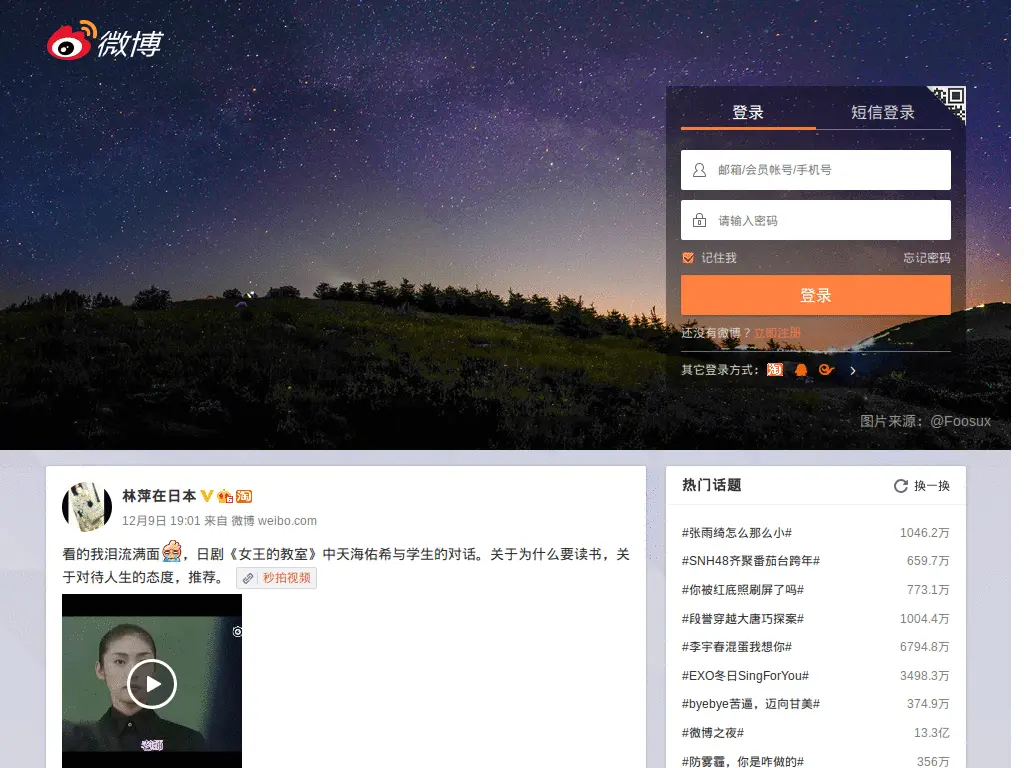 微博
登录
短信登录
邮箱/会员帐号/手机号
请输入密码
记住我
忘记密码
登录
还没有微博？立即注册
其它登录方式：淘
图片来源：@Foosux
林萍在日本 V 淘
12月9日 19:01 来自 微博 weibo.com
看的我泪流满面，日剧《女王的教室》中天海佑希与学生的对话。关于为什么要读书，关
于对待人生的态度，推荐。 秒拍视频
老师
热门话题
换一换
#张雨绮怎么那么小# 1046.2万
#SNH48齐聚番茄台跨年# 659.7万
#你被红底照刷屏了吗# 773.1万
#段誉穿越大唐巧探案# 1004.4万
#李宇春混蛋我想你# 6794.8万
#EXO冬日SingForYou# 3498.3万
#byebye苦逼，迈向甘美# 374.9万
#微博之夜# 13.3亿
#防雾霾，你是咋做的# 356万